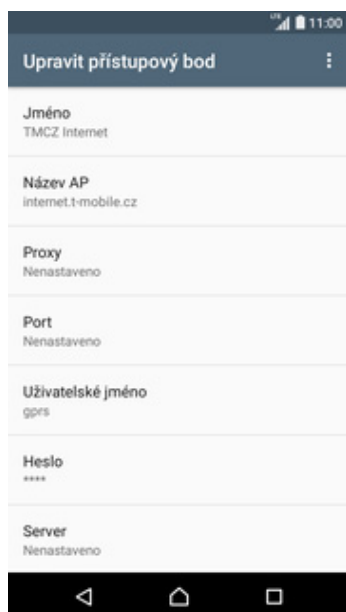 LTE 11:00
Upravit přístupový bod
Jméno
TMCZ Internet
Název AP
internet.t-mobile.cz
Proxy
Nenastaveno
Port
Nenastaveno
Uživatelské jméno
gprs
Heslo
****
Server
Nenastaveno